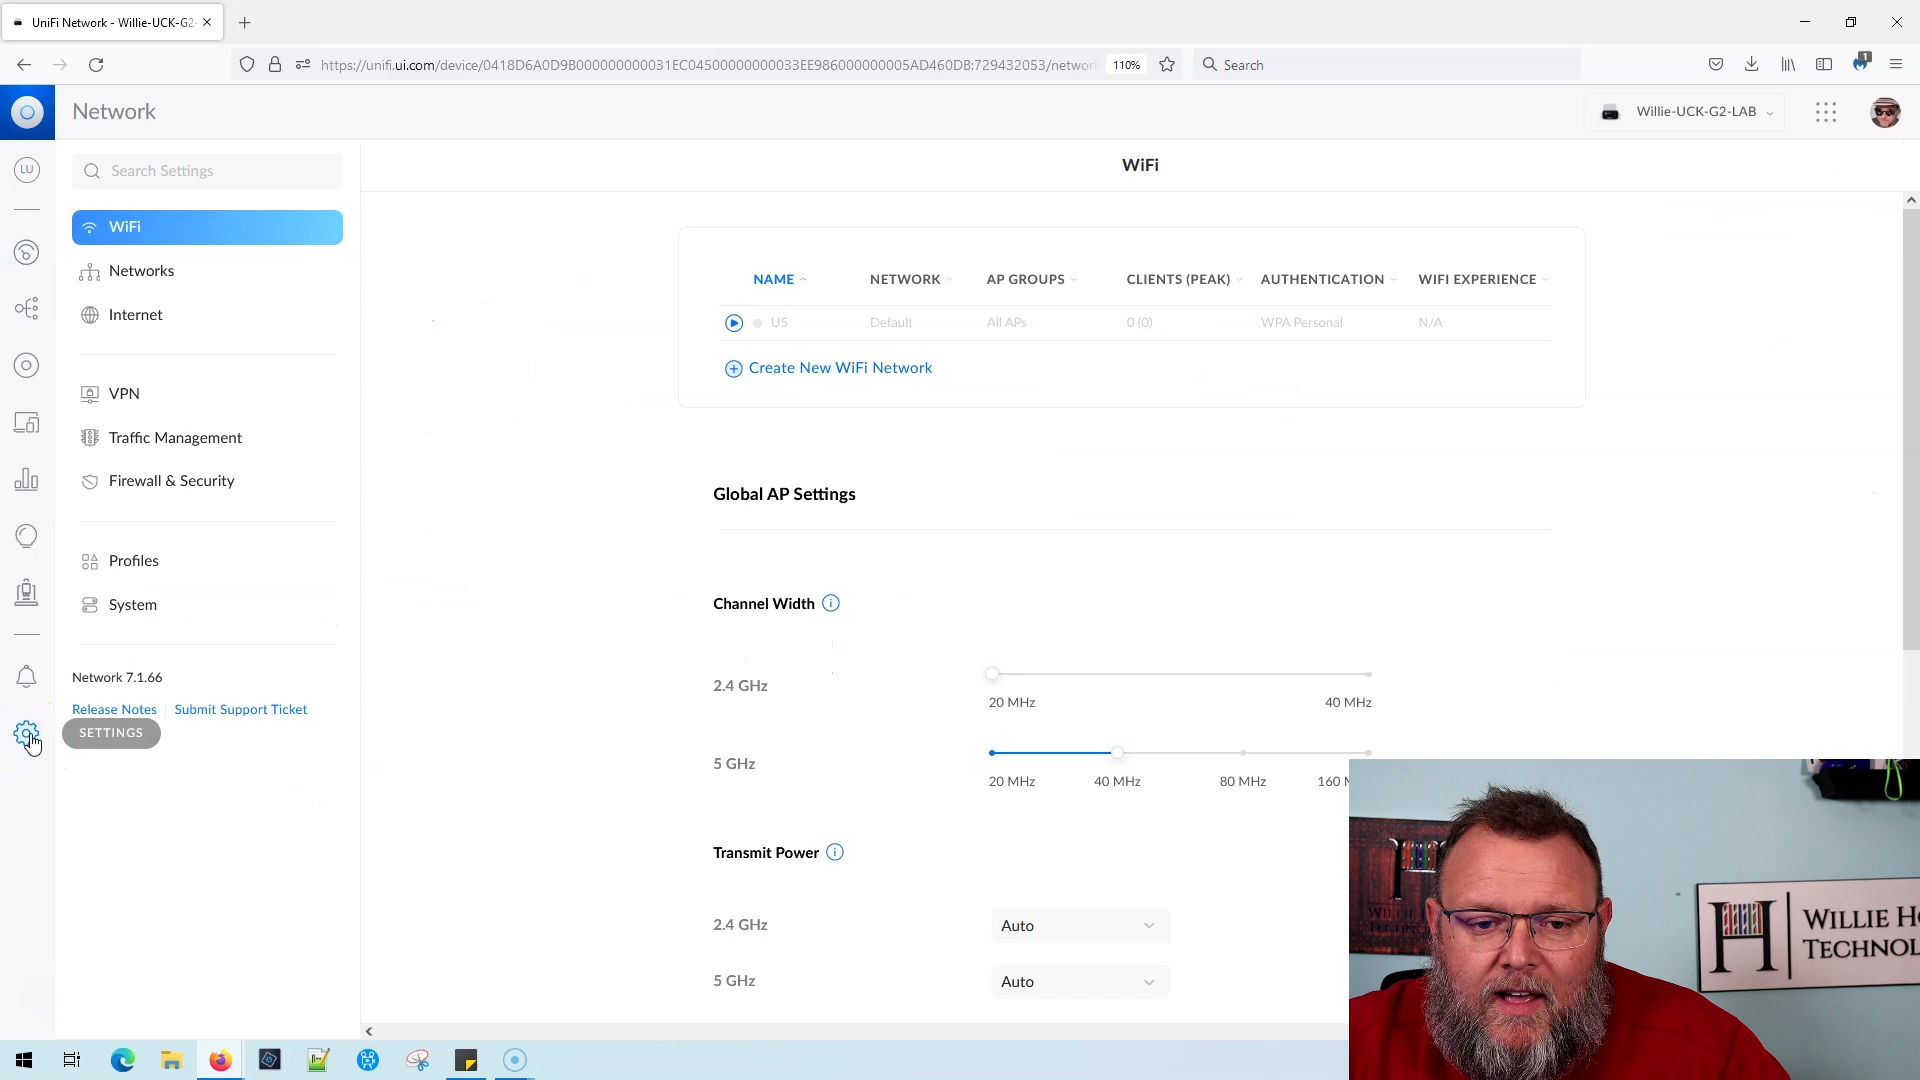 UniFi Network - Willie-UCK-G2-
https://unifi.ui.com/device/0418D6A0D9B000000000031EC04500000000033EE986000000005AD460DB:729432053/networ
110%
Search
1
Network
Willie-UCK-G2-LAB
LU
Search Settings
WiFi
Networks
Internet
VPN
Traffic Management
Firewall & Security
Profiles
System
Network 7.1.66
Release Notes
Submit Support Ticket
SETTINGS
WiFi
NAME NETWORK AP GROUPS CLIENTS (PEAK) AUTHENTICATION WIFI EXPERIENCE
U5 Default All APs 0 (0) WPA Personal N/A
Create New WiFi Network
Global AP Settings
Channel Width
2.4 GHz
20 MHz 40 MHz
5 GHz
20 MHz 40 MHz 80 MHz 160 M
Transmit Power
2.4 GHz Auto
5 GHz Auto
WILLIE HO
TECHNOL